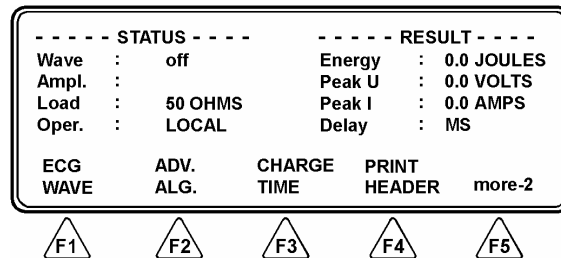 - - - - - STATUS - - - - - - - - - RESULT - - - -
Wave : off Energy : 0.0 JOULES
Ampl. : Peak U : 0.0 VOLTS
Load : 50 OHMS Peak I : 0.0 AMPS
Oper. : LOCAL Delay : MS
ECG ADV. CHARGE PRINT
WAVE ALG. TIME HEADER more-2
F1 F2 F3 F4 F5